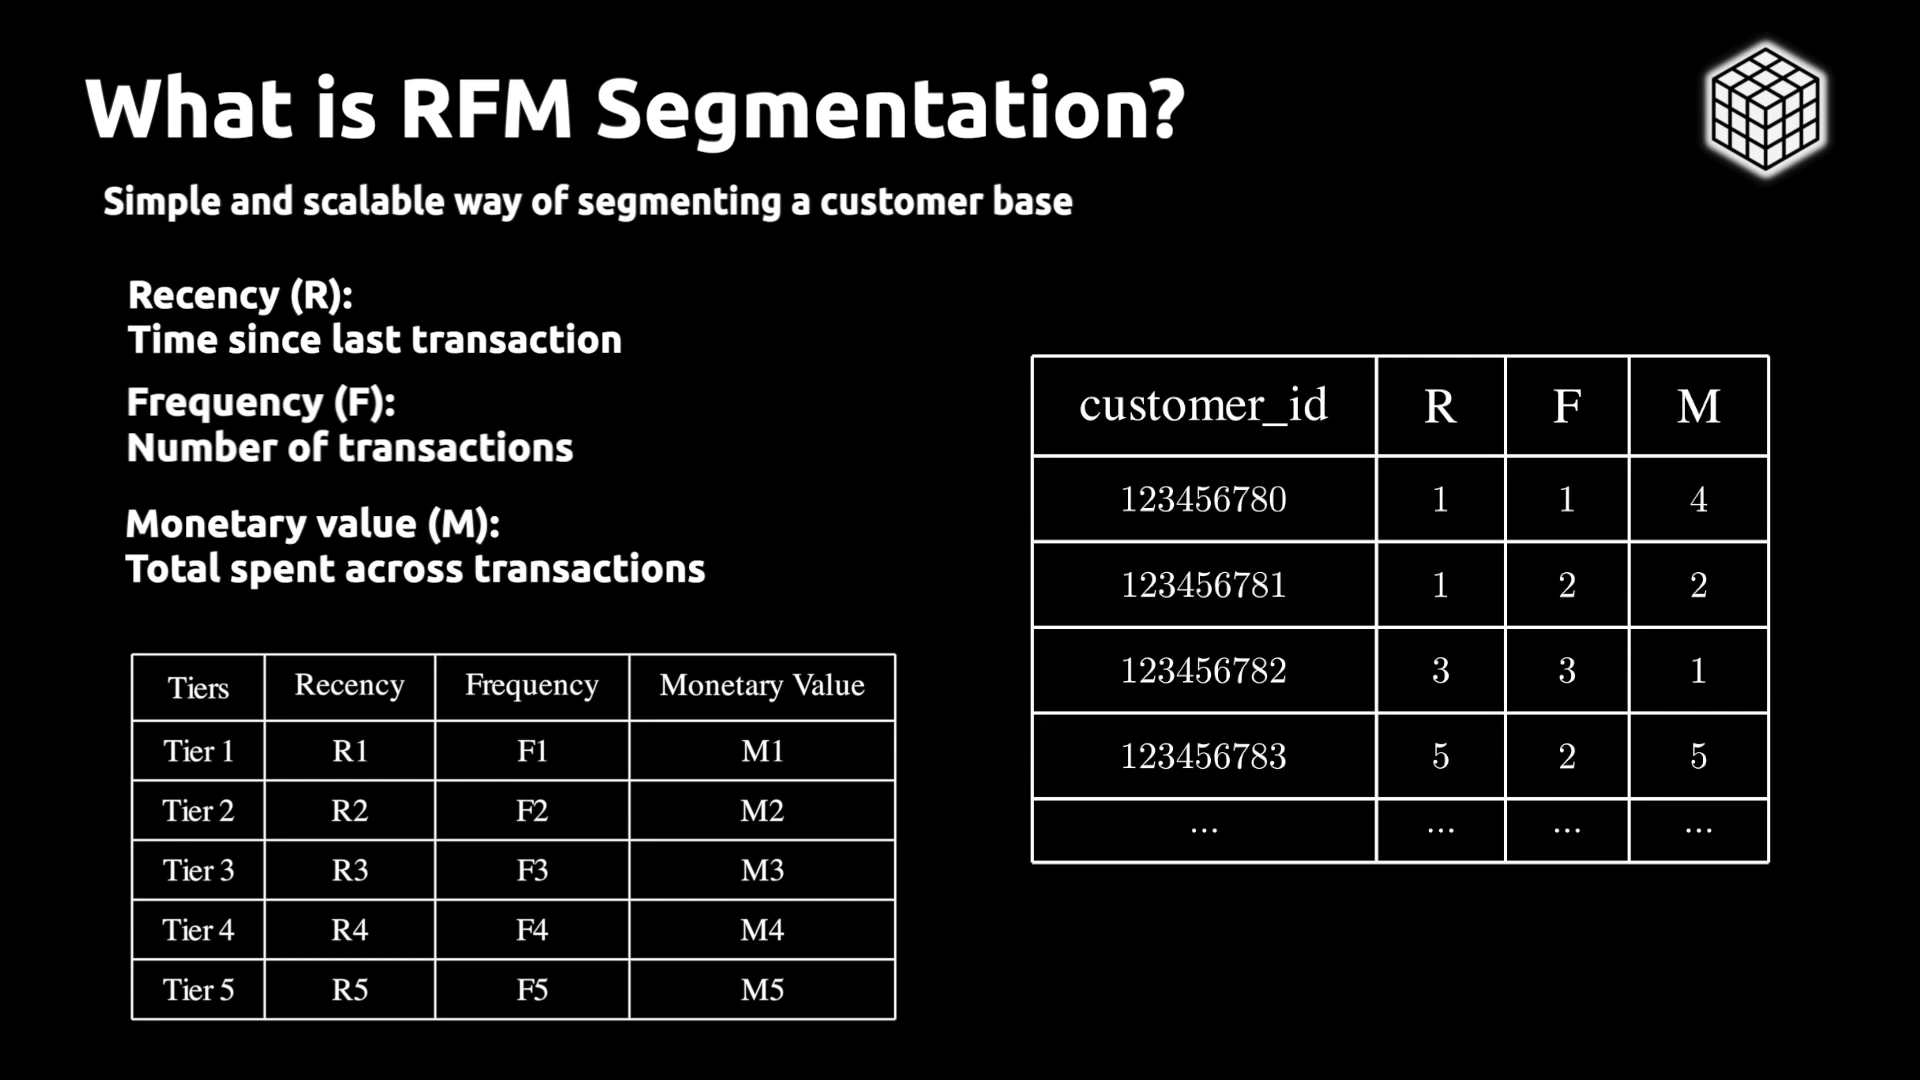 What is RFM Segmentation?
Simple and scalable way of segmenting a customer base
Recency (R):
Time since last transaction
Frequency (F):
Number of transactions
Monetary value (M):
Total spent across transactions
Tiers Recency Frequency Monetary Value
Tier 1 R1 F1 M1
Tier 2 R2 F2 M2
Tier 3 R3 F3 M3
Tier 4 R4 F4 M4
Tier 5 R5 F5 M5
customer_id R F M
123456780 1 1 4
123456781 1 2 2
123456782 3 3 1
123456783 5 2 5
... ... ... ...